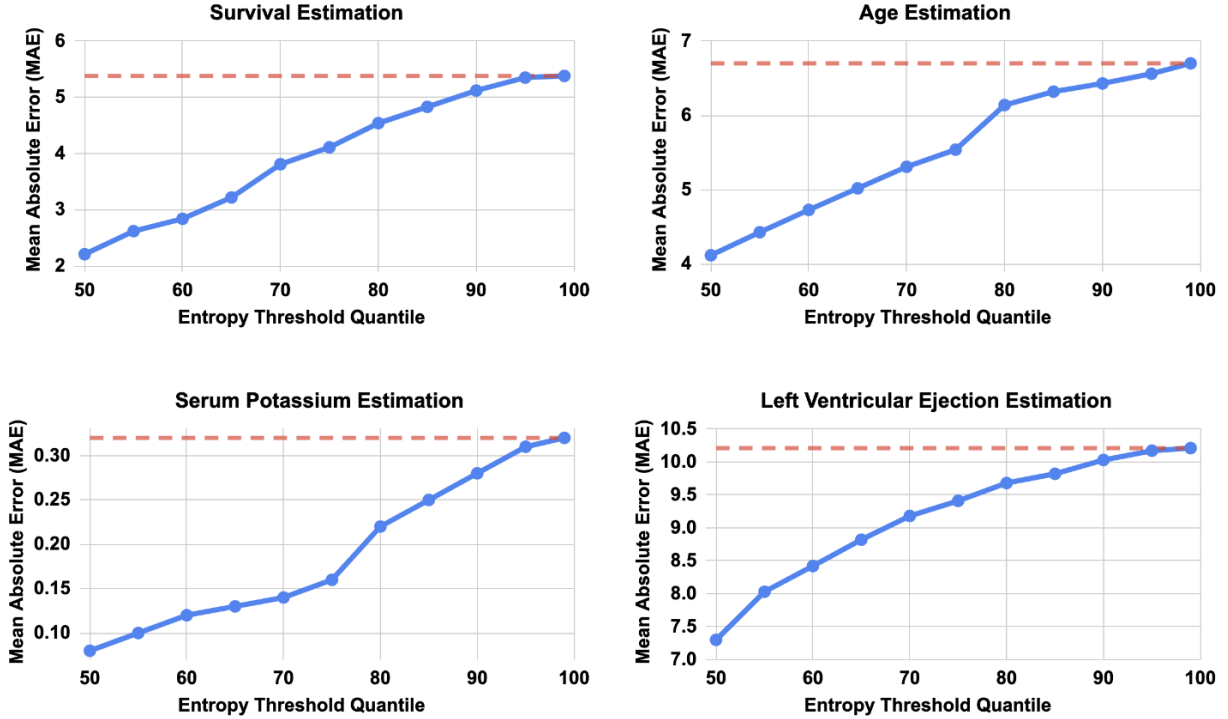 Survival Estimation
Mean Absolute Error (MAE)
6
5
4
3
2
50 60 70 80 90 100
Entropy Threshold Quantile
Age Estimation
Mean Absolute Error (MAE)
7
6
5
4
50 60 70 80 90 100
Entropy Threshold Quantile
Serum Potassium Estimation
Mean Absolute Error (MAE)
0.30
0.25
0.20
0.15
0.10
50 60 70 80 90 100
Entropy Threshold Quantile
Left Ventricular Ejection Estimation
Mean Absolute Error (MAE)
10.5
10.0
9.5
9.0
8.5
8.0
7.5
7.0
50 60 70 80 90 100
Entropy Threshold Quantile